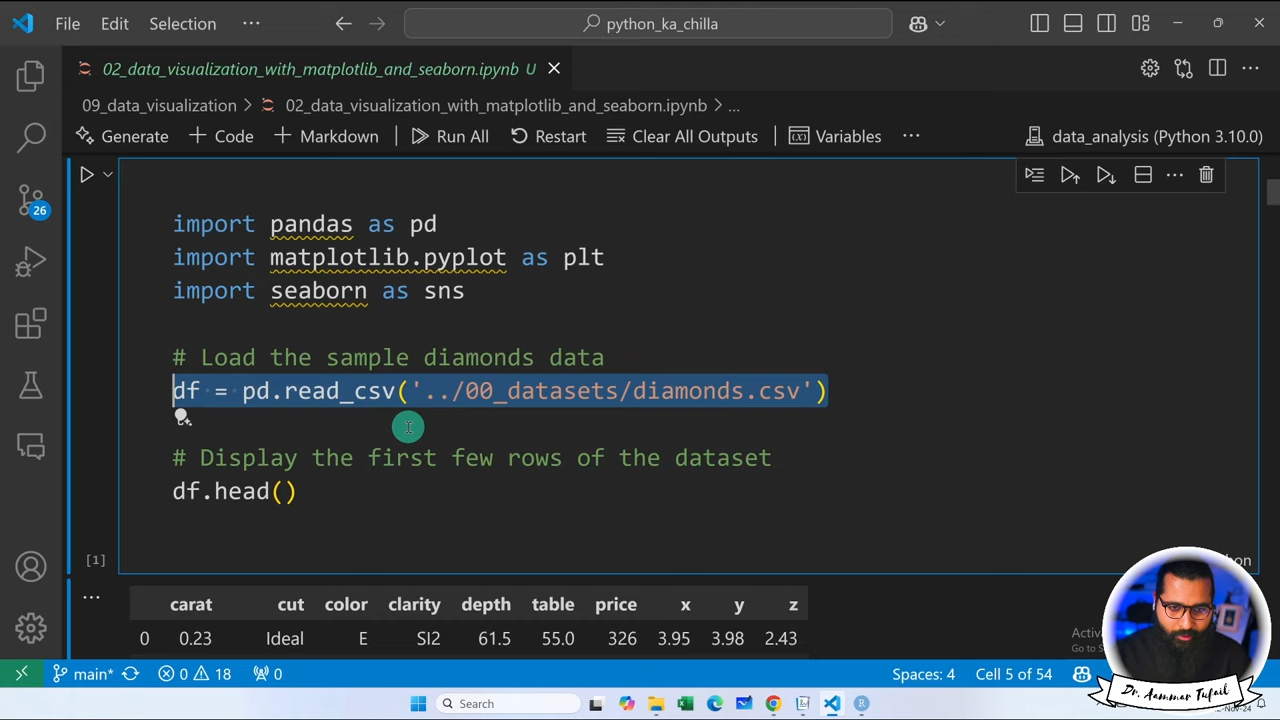 File Edit Selection ··· python_ka_chilla
02_data_visualization_with_matplotlib_and_seaborn.ipynb U
09_data_visualization > 02_data_visualization_with_matplotlib_and_seaborn.ipynb > ...
Generate + Code + Markdown Run All Restart Clear All Outputs Variables ··· data_analysis (Python 3.10.0)
26
import pandas as pd
import matplotlib.pyplot as plt
import seaborn as sns
# Load the sample diamonds data
df = pd.read_csv('../00_datasets/diamonds.csv')
# Display the first few rows of the dataset
df.head()
[1]
carat cut color clarity depth table price x y z
0 0.23 Ideal E SI2 61.5 55.0 326 3.95 3.98 2.43
main* 0 18 0 Spaces: 4 Cell 5 of 54
Search
Dr. Aammar Tufail